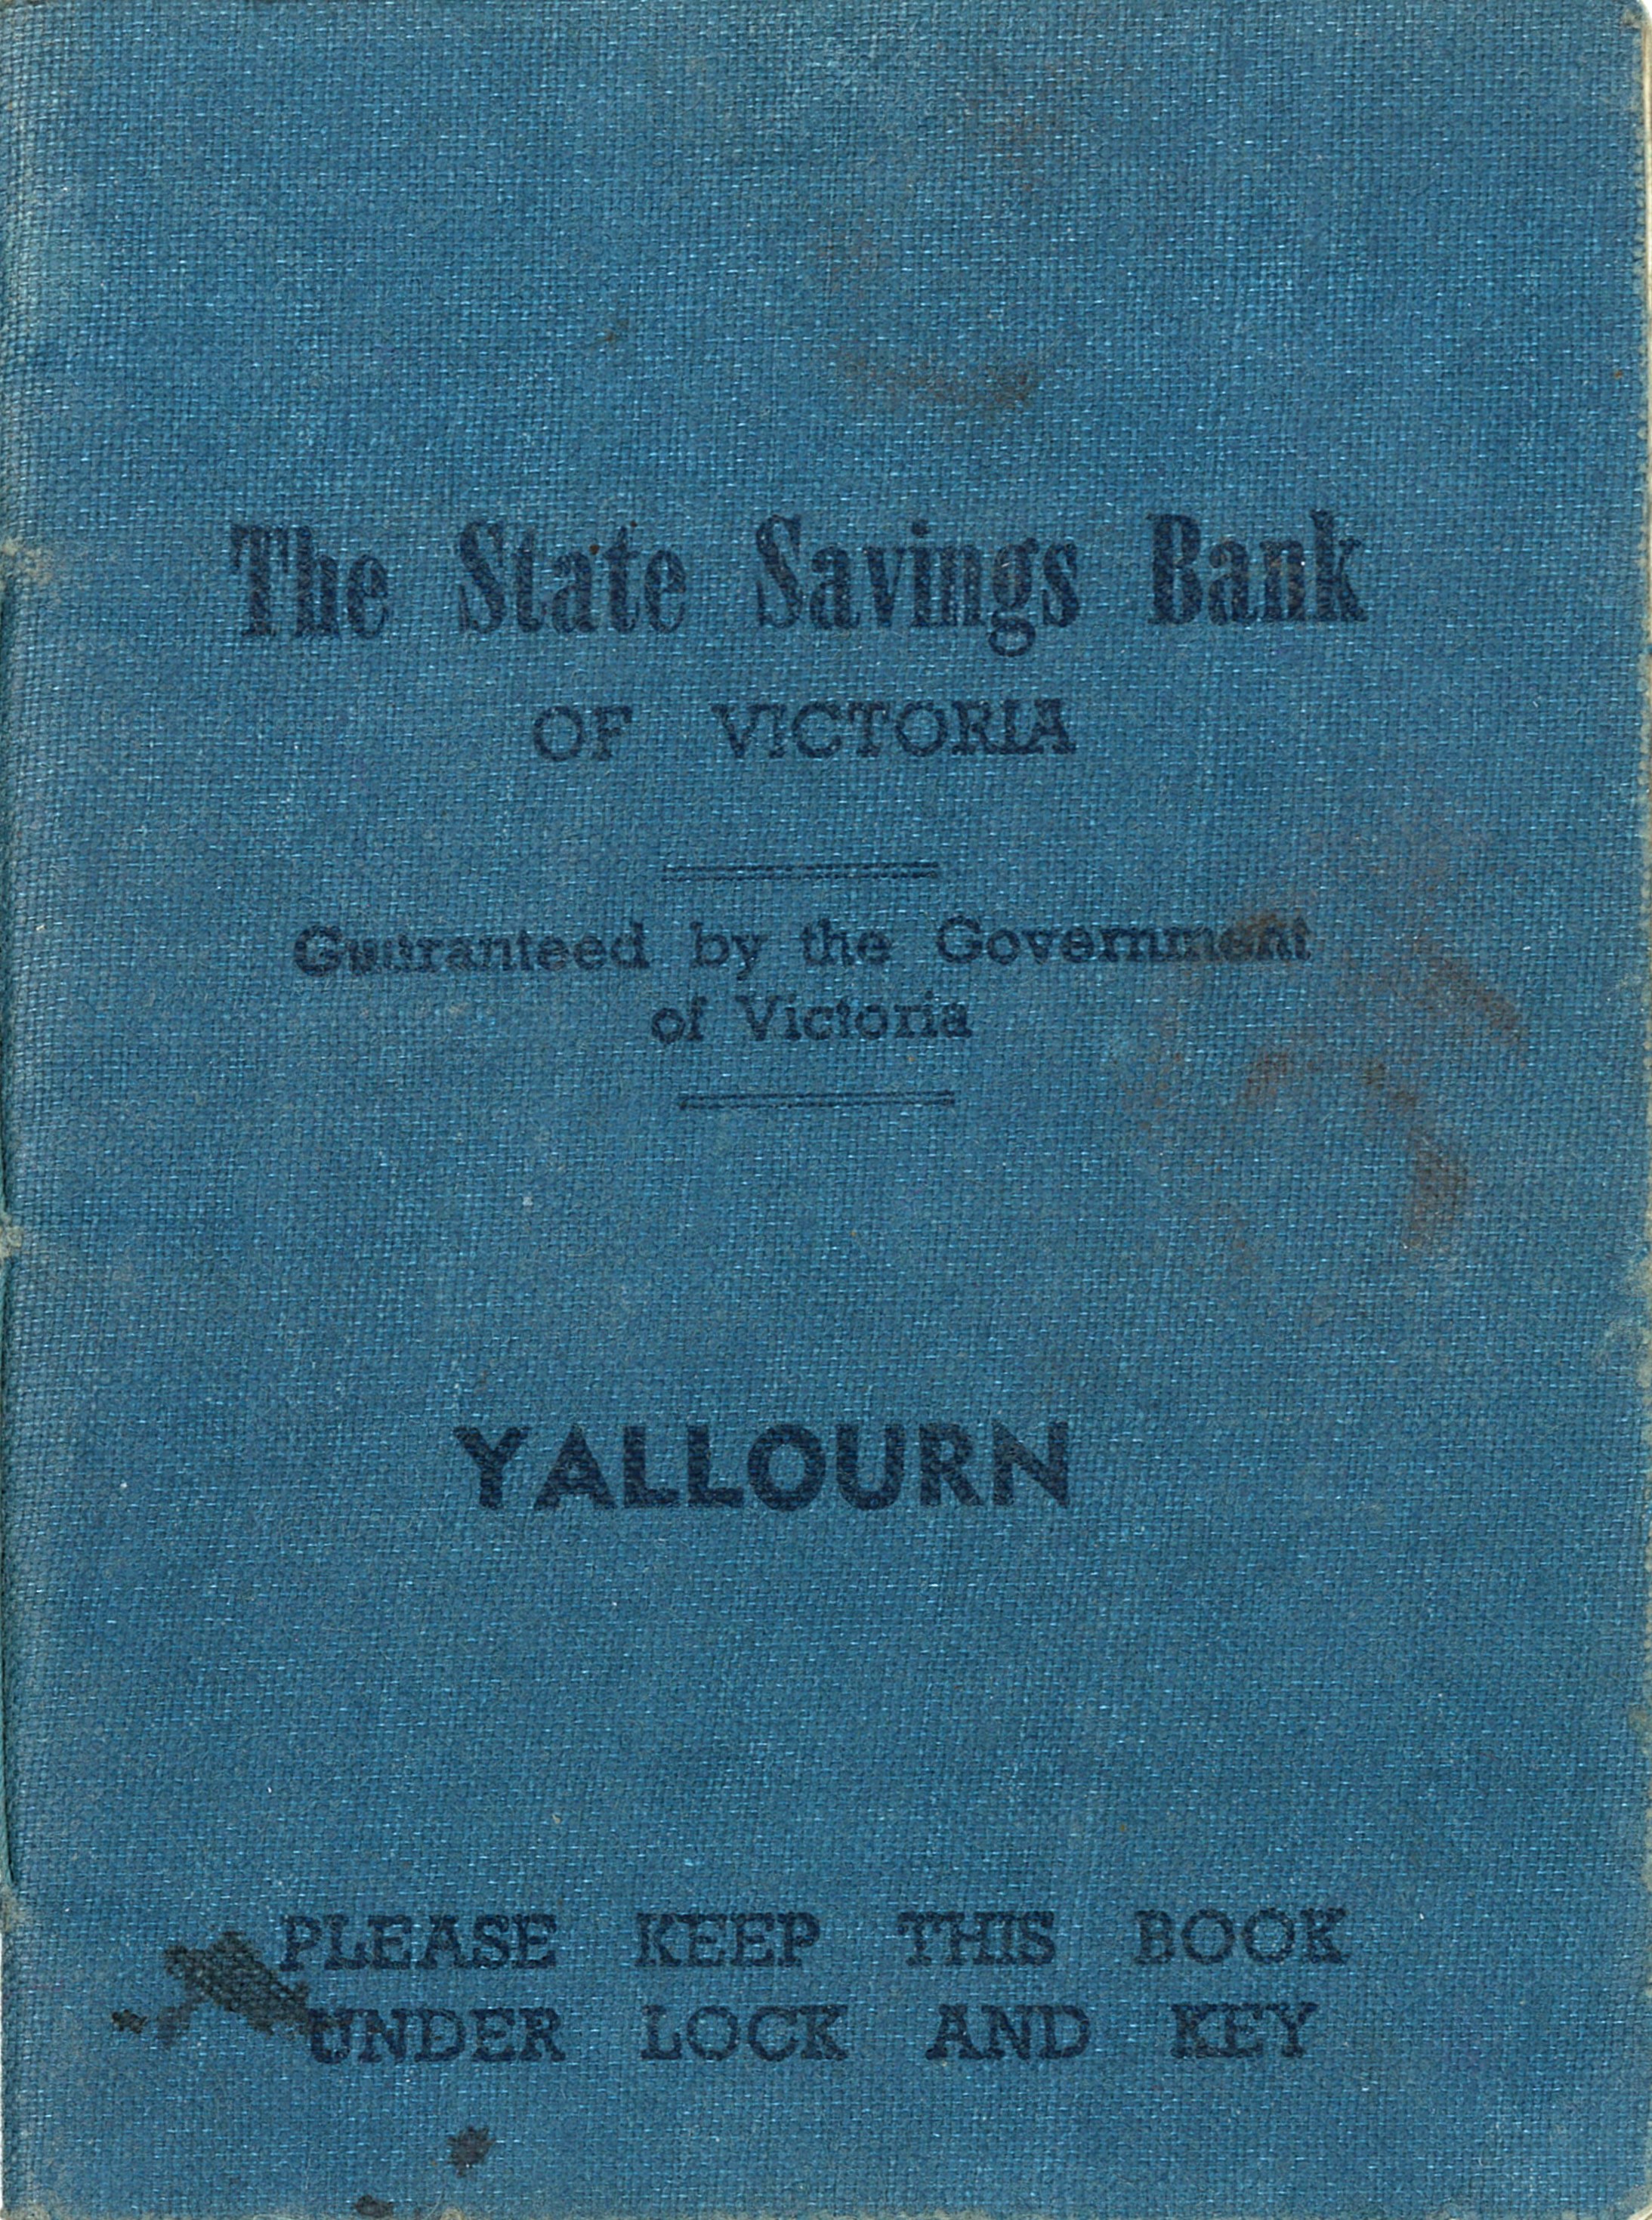 The State Savings Bank
OF VICTORIA
Guaranteed by the Government
of Victoria
YALLOURN
PLEASE KEEP THIS BOOK
UNDER LOCK AND KEY